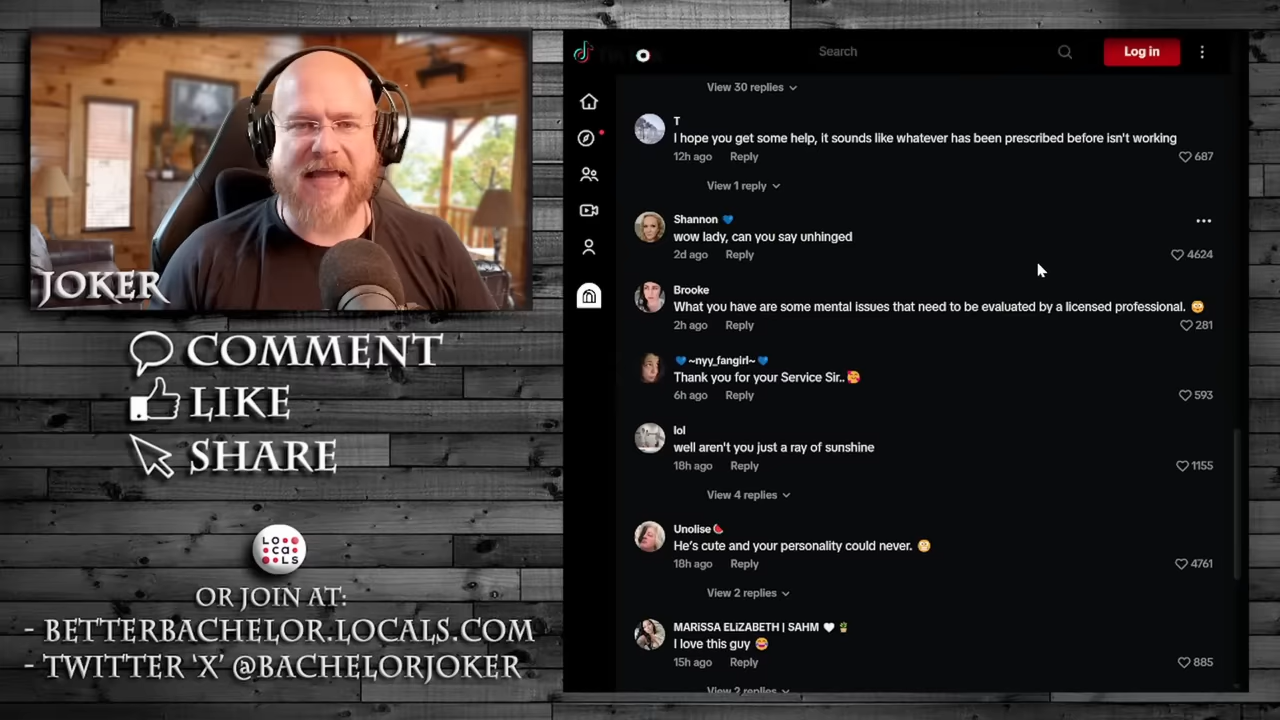 JOKER
COMMENT
LIKE
SHARE
LOCALS
OR JOIN AT:
- BETTERBACHELOR.LOCALS.COM
- TWITTER 'X' @BACHELORJOKER
Search
Log in
View 30 replies
T
I hope you get some help, it sounds like whatever has been prescribed before isn't working
12h ago Reply 687
View 1 reply
Shannon 💙
wow lady, can you say unhinged
2d ago Reply 4624
Brooke
What you have are some mental issues that need to be evaluated by a licensed professional. 😳
2h ago Reply 281
💙~nyy_fangirl~💙
Thank you for your Service Sir..🥰
6h ago Reply 593
lol
well aren't you just a ray of sunshine
18h ago Reply 1155
View 4 replies
Unolise🍉
He's cute and your personality could never. 
18h ago Reply 4761
View 2 replies
MARiSSA ELIZABETH | SAHM 🤍 🪴
I love this guy 😂
15h ago Reply 885
View 2 replies